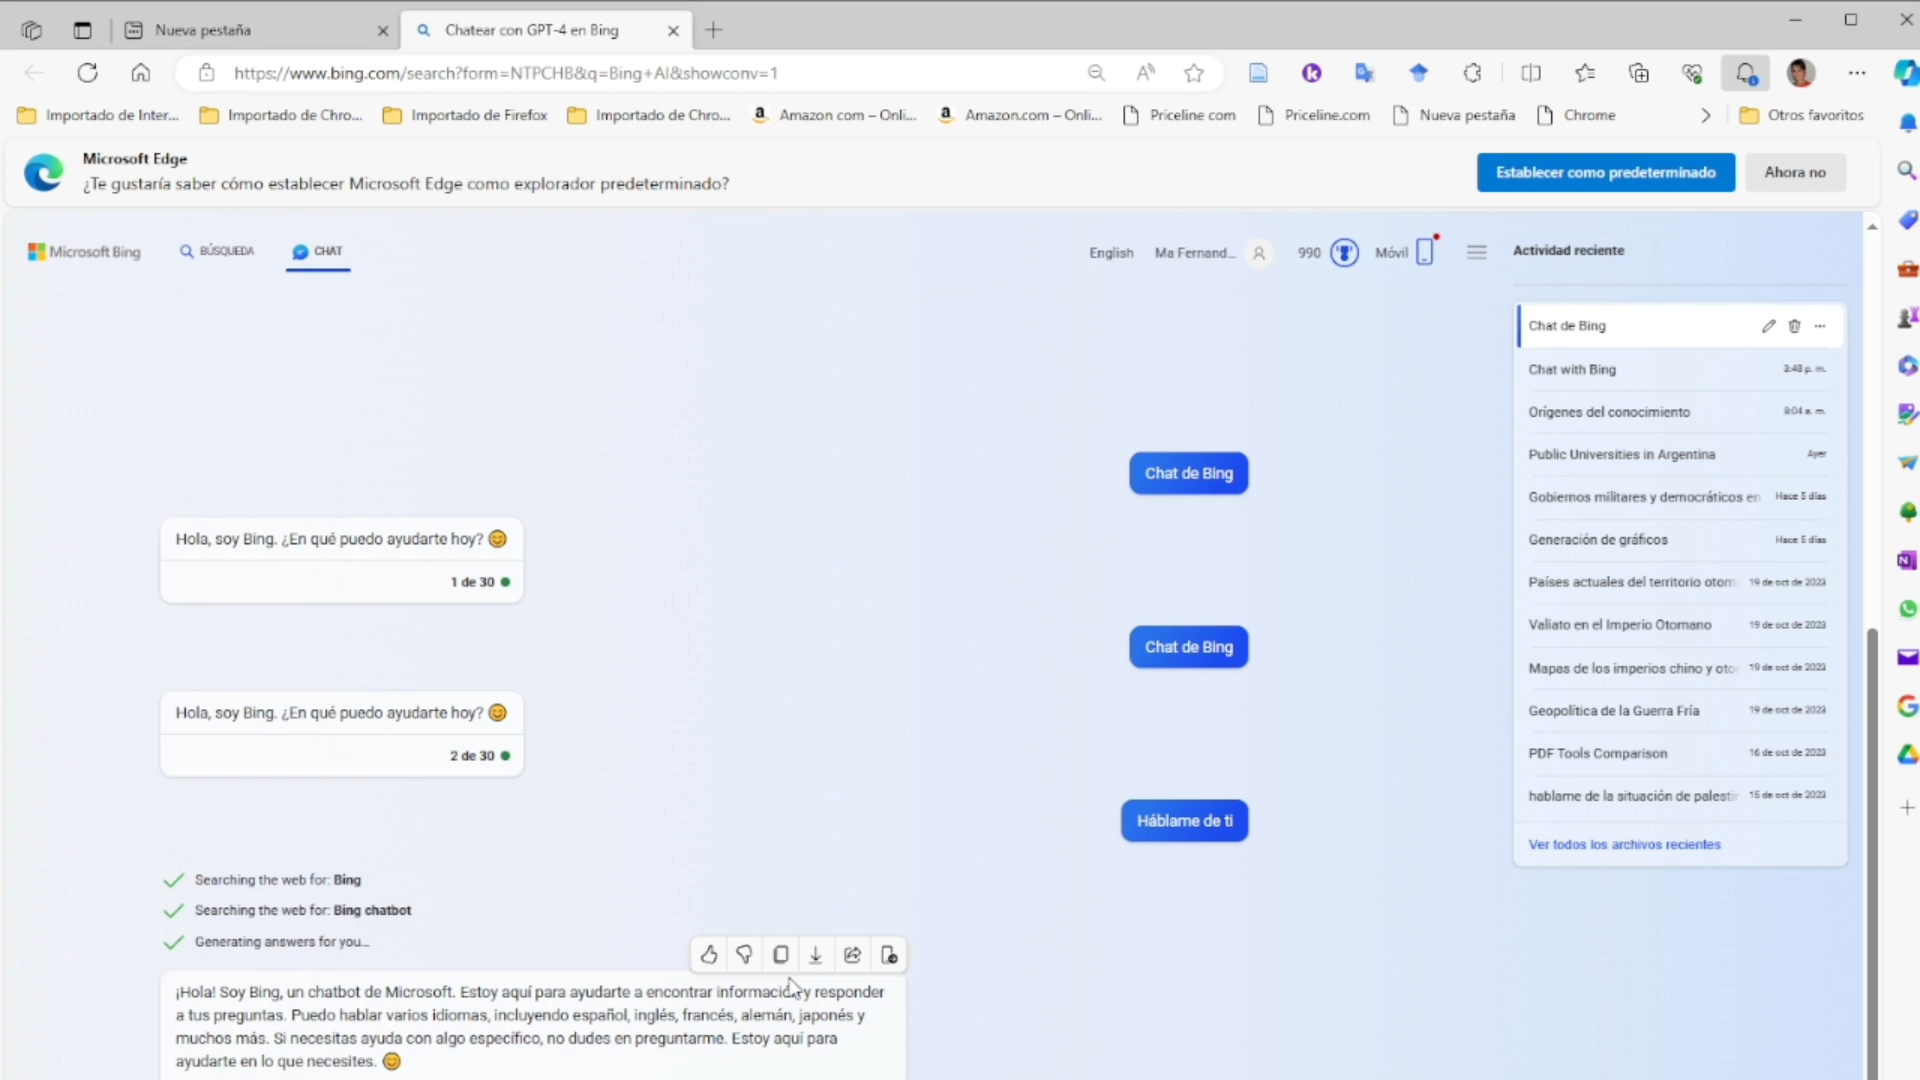 Nueva pestaña
Chatear con GPT-4 en Bing
https://www.bing.com/search?form=NTPCHB&q=Bing+AI&showconv=1
Importado de Inter...
Importado de Chro...
Importado de Firefox
Importado de Chro...
Amazon com – Onli...
Amazon.com – Onli...
Priceline com
Priceline.com
Nueva pestaña
Chrome
Otros favoritos
Microsoft Edge
¿Te gustaría saber cómo establecer Microsoft Edge como explorador predeterminado?
Establecer como predeterminado
Ahora no
Microsoft Bing
BÚSQUEDA
CHAT
English
Ma Fernand...
990
Móvil
Actividad reciente
Chat de Bing
Chat with Bing 3:48 p. m.
Orígenes del conocimiento 8:04 a. m.
Public Universities in Argentina Ayer
Gobiernos militares y democráticos en Hace 5 días
Generación de gráficos Hace 5 días
Países actuales del territorio otom 19 de oct de 2023
Valiato en el Imperio Otomano 19 de oct de 2023
Mapas de los imperios chino y oto 19 de oct de 2023
Geopolítica de la Guerra Fría 19 de oct de 2023
PDF Tools Comparison 16 de oct de 2023
hablame de la situación de palesti 15 de oct de 2023
Ver todos los archivos recientes
Chat de Bing
Hola, soy Bing. ¿En qué puedo ayudarte hoy? 😊
1 de 30
Chat de Bing
Hola, soy Bing. ¿En qué puedo ayudarte hoy? 😊
2 de 30
Háblame de ti
Searching the web for: Bing
Searching the web for: Bing chatbot
Generating answers for you...
¡Hola! Soy Bing, un chatbot de Microsoft. Estoy aquí para ayudarte a encontrar información y responder
a tus preguntas. Puedo hablar varios idiomas, incluyendo español, inglés, francés, alemán, japonés y
muchos más. Si necesitas ayuda con algo específico, no dudes en preguntarme. Estoy aquí para
ayudarte en lo que necesites. 😊